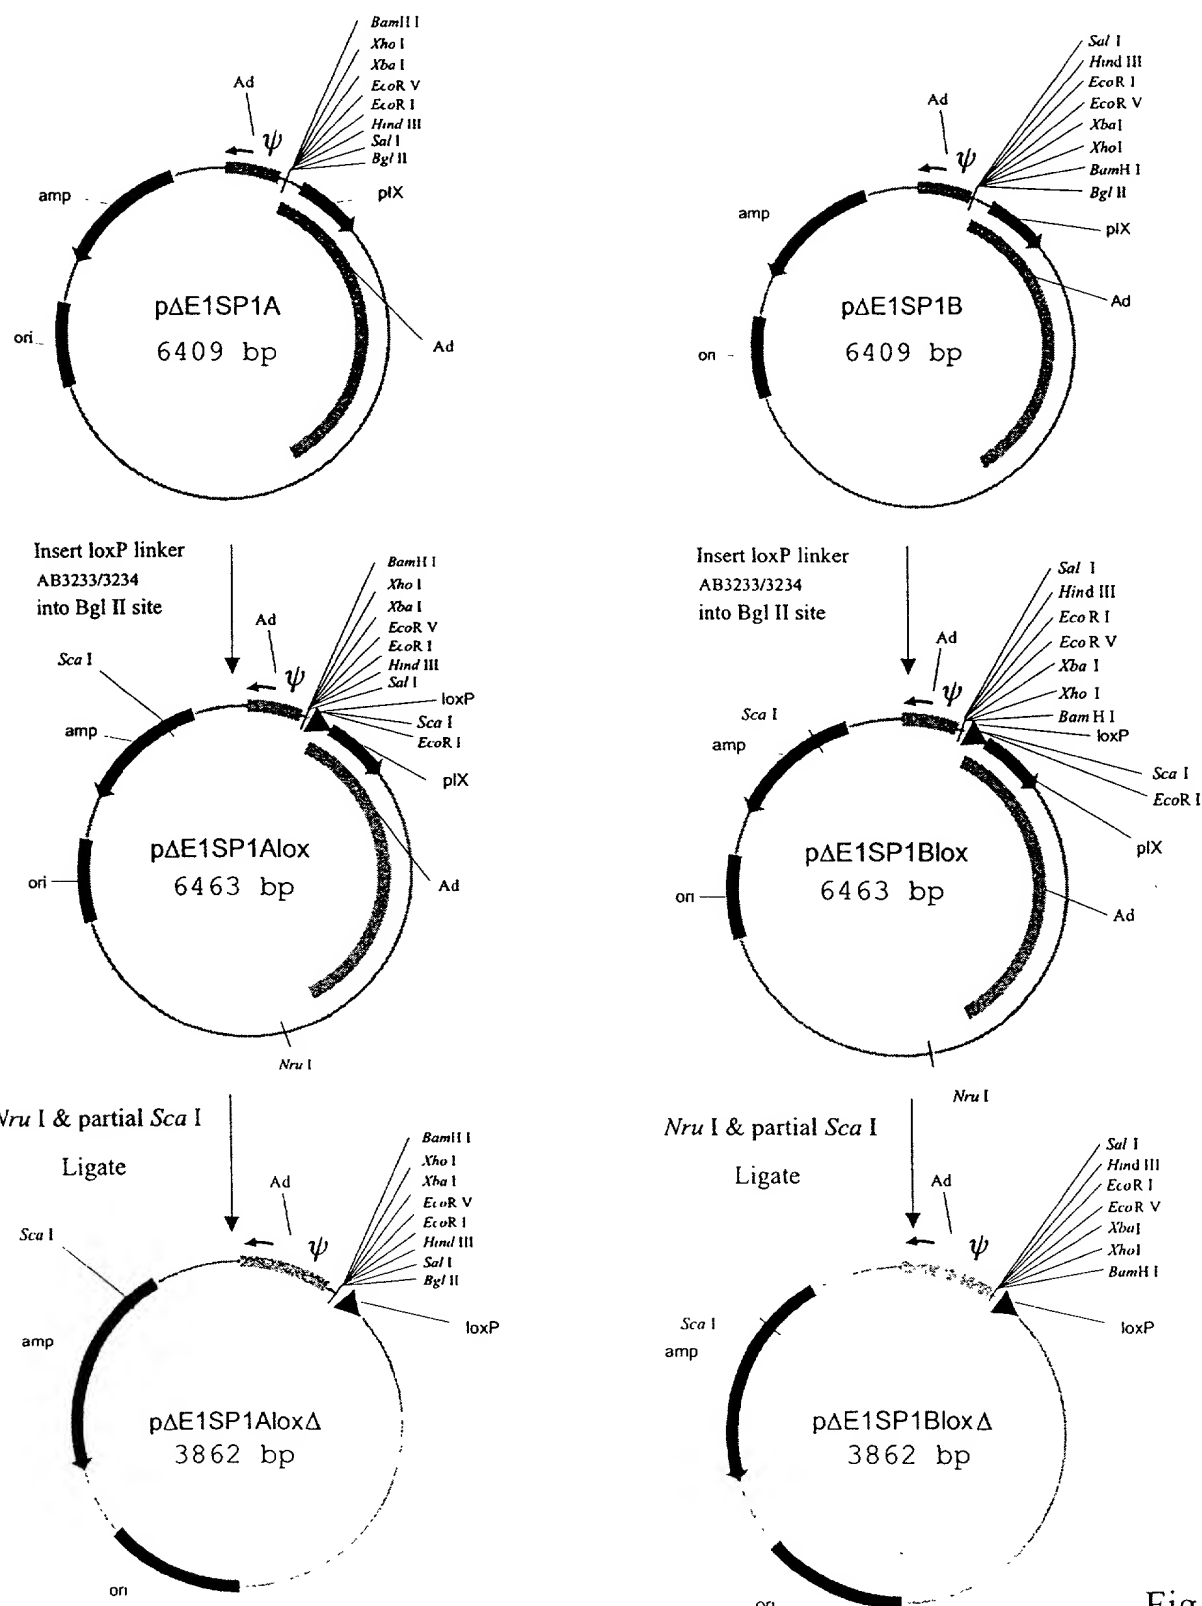 BamH I
Xho I
Xba I
EcoR V
EcoR I
Hind III
Sal I
Bgl II
Ad
ψ
amp
pIX
pΔE1SP1A
6409 bp
ori
Ad
Sal I
Hind III
EcoR I
EcoR V
XbaI
XhoI
BamH I
Bgl II
Ad
ψ
amp
pIX
pΔE1SP1B
6409 bp
ori
Ad
Insert loxP linker
AB3233/3234
into Bgl II site
BamH I
Xho I
Xba I
EcoR V
EcoR I
Hind III
Sal I
loxP
Sca I
EcoR I
Ad
ψ
Sca I
amp
pIX
pΔE1SP1Alox
6463 bp
ori
Ad
Nru I
Insert loxP linker
AB3233/3234
into Bgl II site
Sal I
Hind III
EcoR I
EcoR V
Xba I
Xho I
BamH I
loxP
Sca I
EcoR I
Ad
ψ
Sca I
amp
pIX
pΔE1SP1Blox
6463 bp
ori
Ad
Nru I
Nru I & partial Sca I
Ligate
BamH I
Xho I
Xba I
EcoR V
EcoR I
Hind III
Sal I
Bgl II
Ad
ψ
Sca I
loxP
amp
pΔE1SP1AloxΔ
3862 bp
ori
Nru I & partial Sca I
Ligate
Sal I
Hind III
EcoR I
EcoR V
XbaI
XhoI
BamH I
Ad
ψ
Sca I
loxP
amp
pΔE1SP1BloxΔ
3862 bp
ori